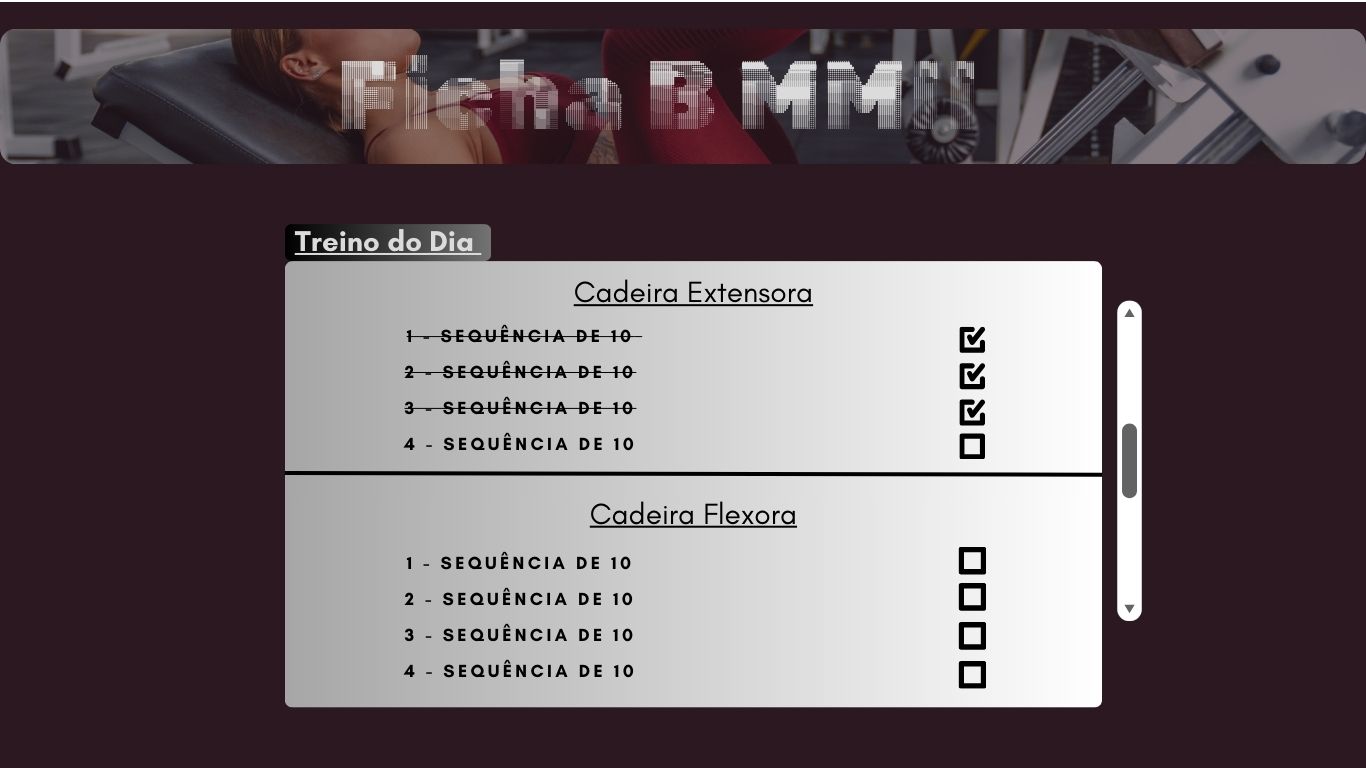 Ficha B MMii
Treino do Dia
Cadeira Extensora
1 - SEQUÊNCIA DE 10
2 - SEQUÊNCIA DE 10
3 - SEQUÊNCIA DE 10
4 - SEQUÊNCIA DE 10
Cadeira Flexora
1 - SEQUÊNCIA DE 10
2 - SEQUÊNCIA DE 10
3 - SEQUÊNCIA DE 10
4 - SEQUÊNCIA DE 10